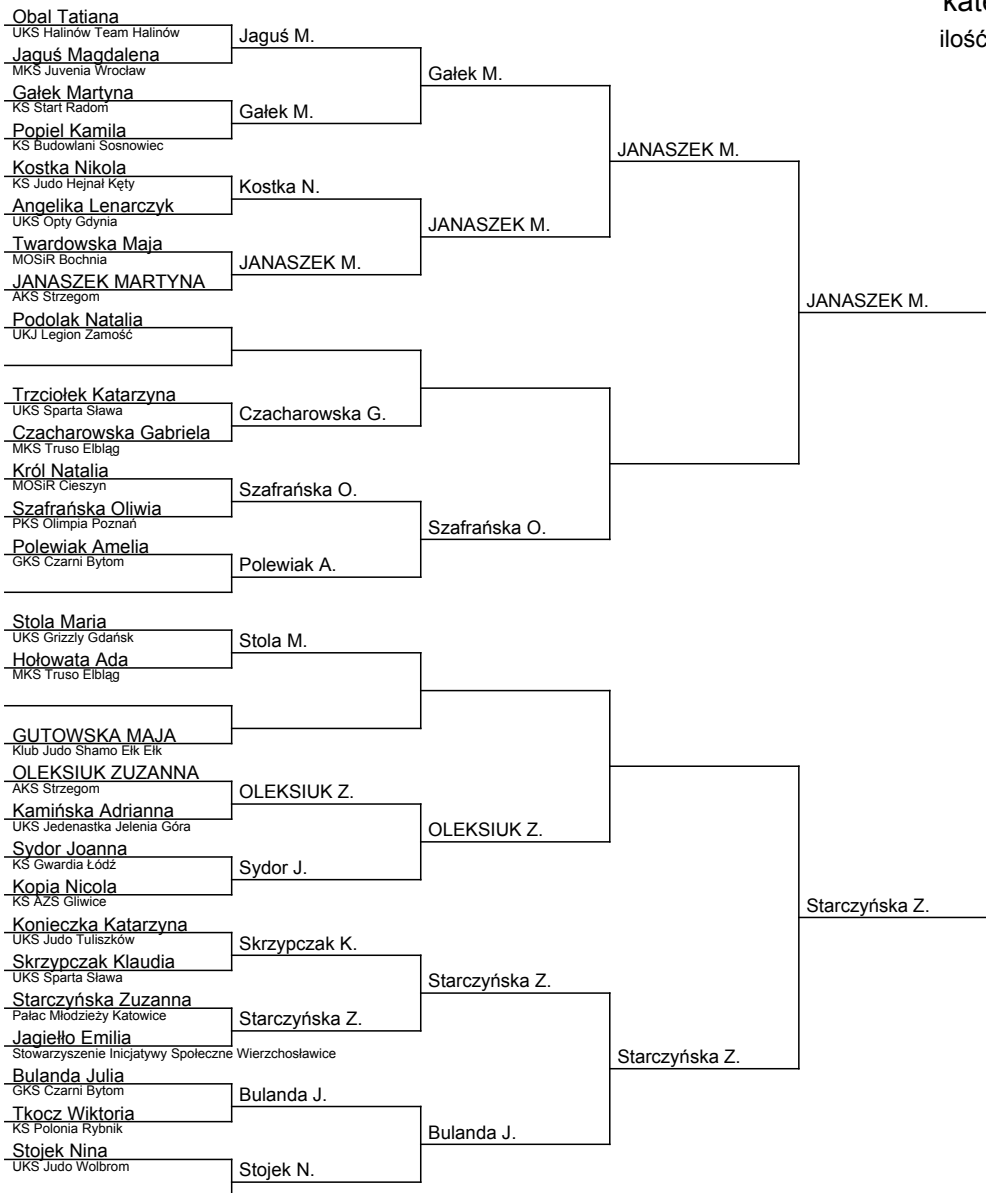 kate
ilość
Obal Tatiana
UKS Halinów Team Halinów
Jaguś Magdalena
MKS Juvenia Wrocław
Gałek Martyna
KS Start Radom
Popiel Kamila
KS Budowlani Sosnowiec
Kostka Nikola
KS Judo Hejnał Kęty
Angelika Lenarczyk
UKS Opty Gdynia
Twardowska Maja
MOSiR Bochnia
JANASZEK MARTYNA
AKS Strzegom
Podolak Natalia
UKJ Legion Zamość
Trzciołek Katarzyna
UKS Sparta Sława
Czacharowska Gabriela
MKS Truso Elbląg
Król Natalia
MOSiR Cieszyn
Szafrańska Oliwia
PKS Olimpia Poznań
Polewiak Amelia
GKS Czarni Bytom
Stola Maria
UKS Grizzly Gdańsk
Hołowata Ada
MKS Truso Elbląg
GUTOWSKA MAJA
Klub Judo Shamo Ełk Ełk
OLEKSIUK ZUZANNA
AKS Strzegom
Kamińska Adrianna
UKS Jedenastka Jelenia Góra
Sydor Joanna
KS Gwardia Łódź
Kopia Nicola
KS AZS Gliwice
Konieczka Katarzyna
UKS Judo Tuliszków
Skrzypczak Klaudia
UKS Sparta Sława
Starczyńska Zuzanna
Pałac Młodzieży Katowice
Jagiełło Emilia
Stowarzyszenie Inicjatywy Społeczne Wierzchosławice
Bulanda Julia
GKS Czarni Bytom
Tkocz Wiktoria
KS Polonia Rybnik
Stojek Nina
UKS Judo Wolbrom
Jaguś M.
Gałek M.
Kostka N.
JANASZEK M.
Czacharowska G.
Szafrańska O.
Polewiak A.
Stola M.
OLEKSIUK Z.
Sydor J.
Skrzypczak K.
Starczyńska Z.
Bulanda J.
Stojek N.
Gałek M.
JANASZEK M.
Szafrańska O.
OLEKSIUK Z.
Starczyńska Z.
Bulanda J.
JANASZEK M.
Starczyńska Z.
JANASZEK M.
Starczyńska Z.